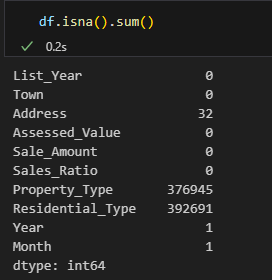 df.isna().sum()
✓ 0.2s
List_Year 0
Town 0
Address 32
Assessed_Value 0
Sale_Amount 0
Sales_Ratio 0
Property_Type 376945
Residential_Type 392691
Year 1
Month 1
dtype: int64